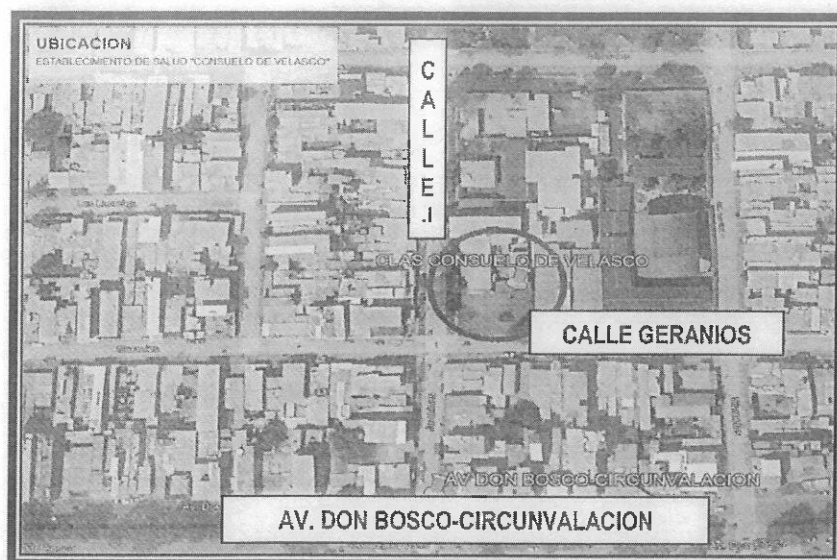 UBICACION
ESTABLECIMIENTO DE SALUD "CONSUELO DE VELASCO"
CALLE J
CLAS CONSUELO DE VELASCO
CALLE GERANIOS
AV DON BOSCO-CIRCUNVALACION
AV. DON BOSCO-CIRCUNVALACION